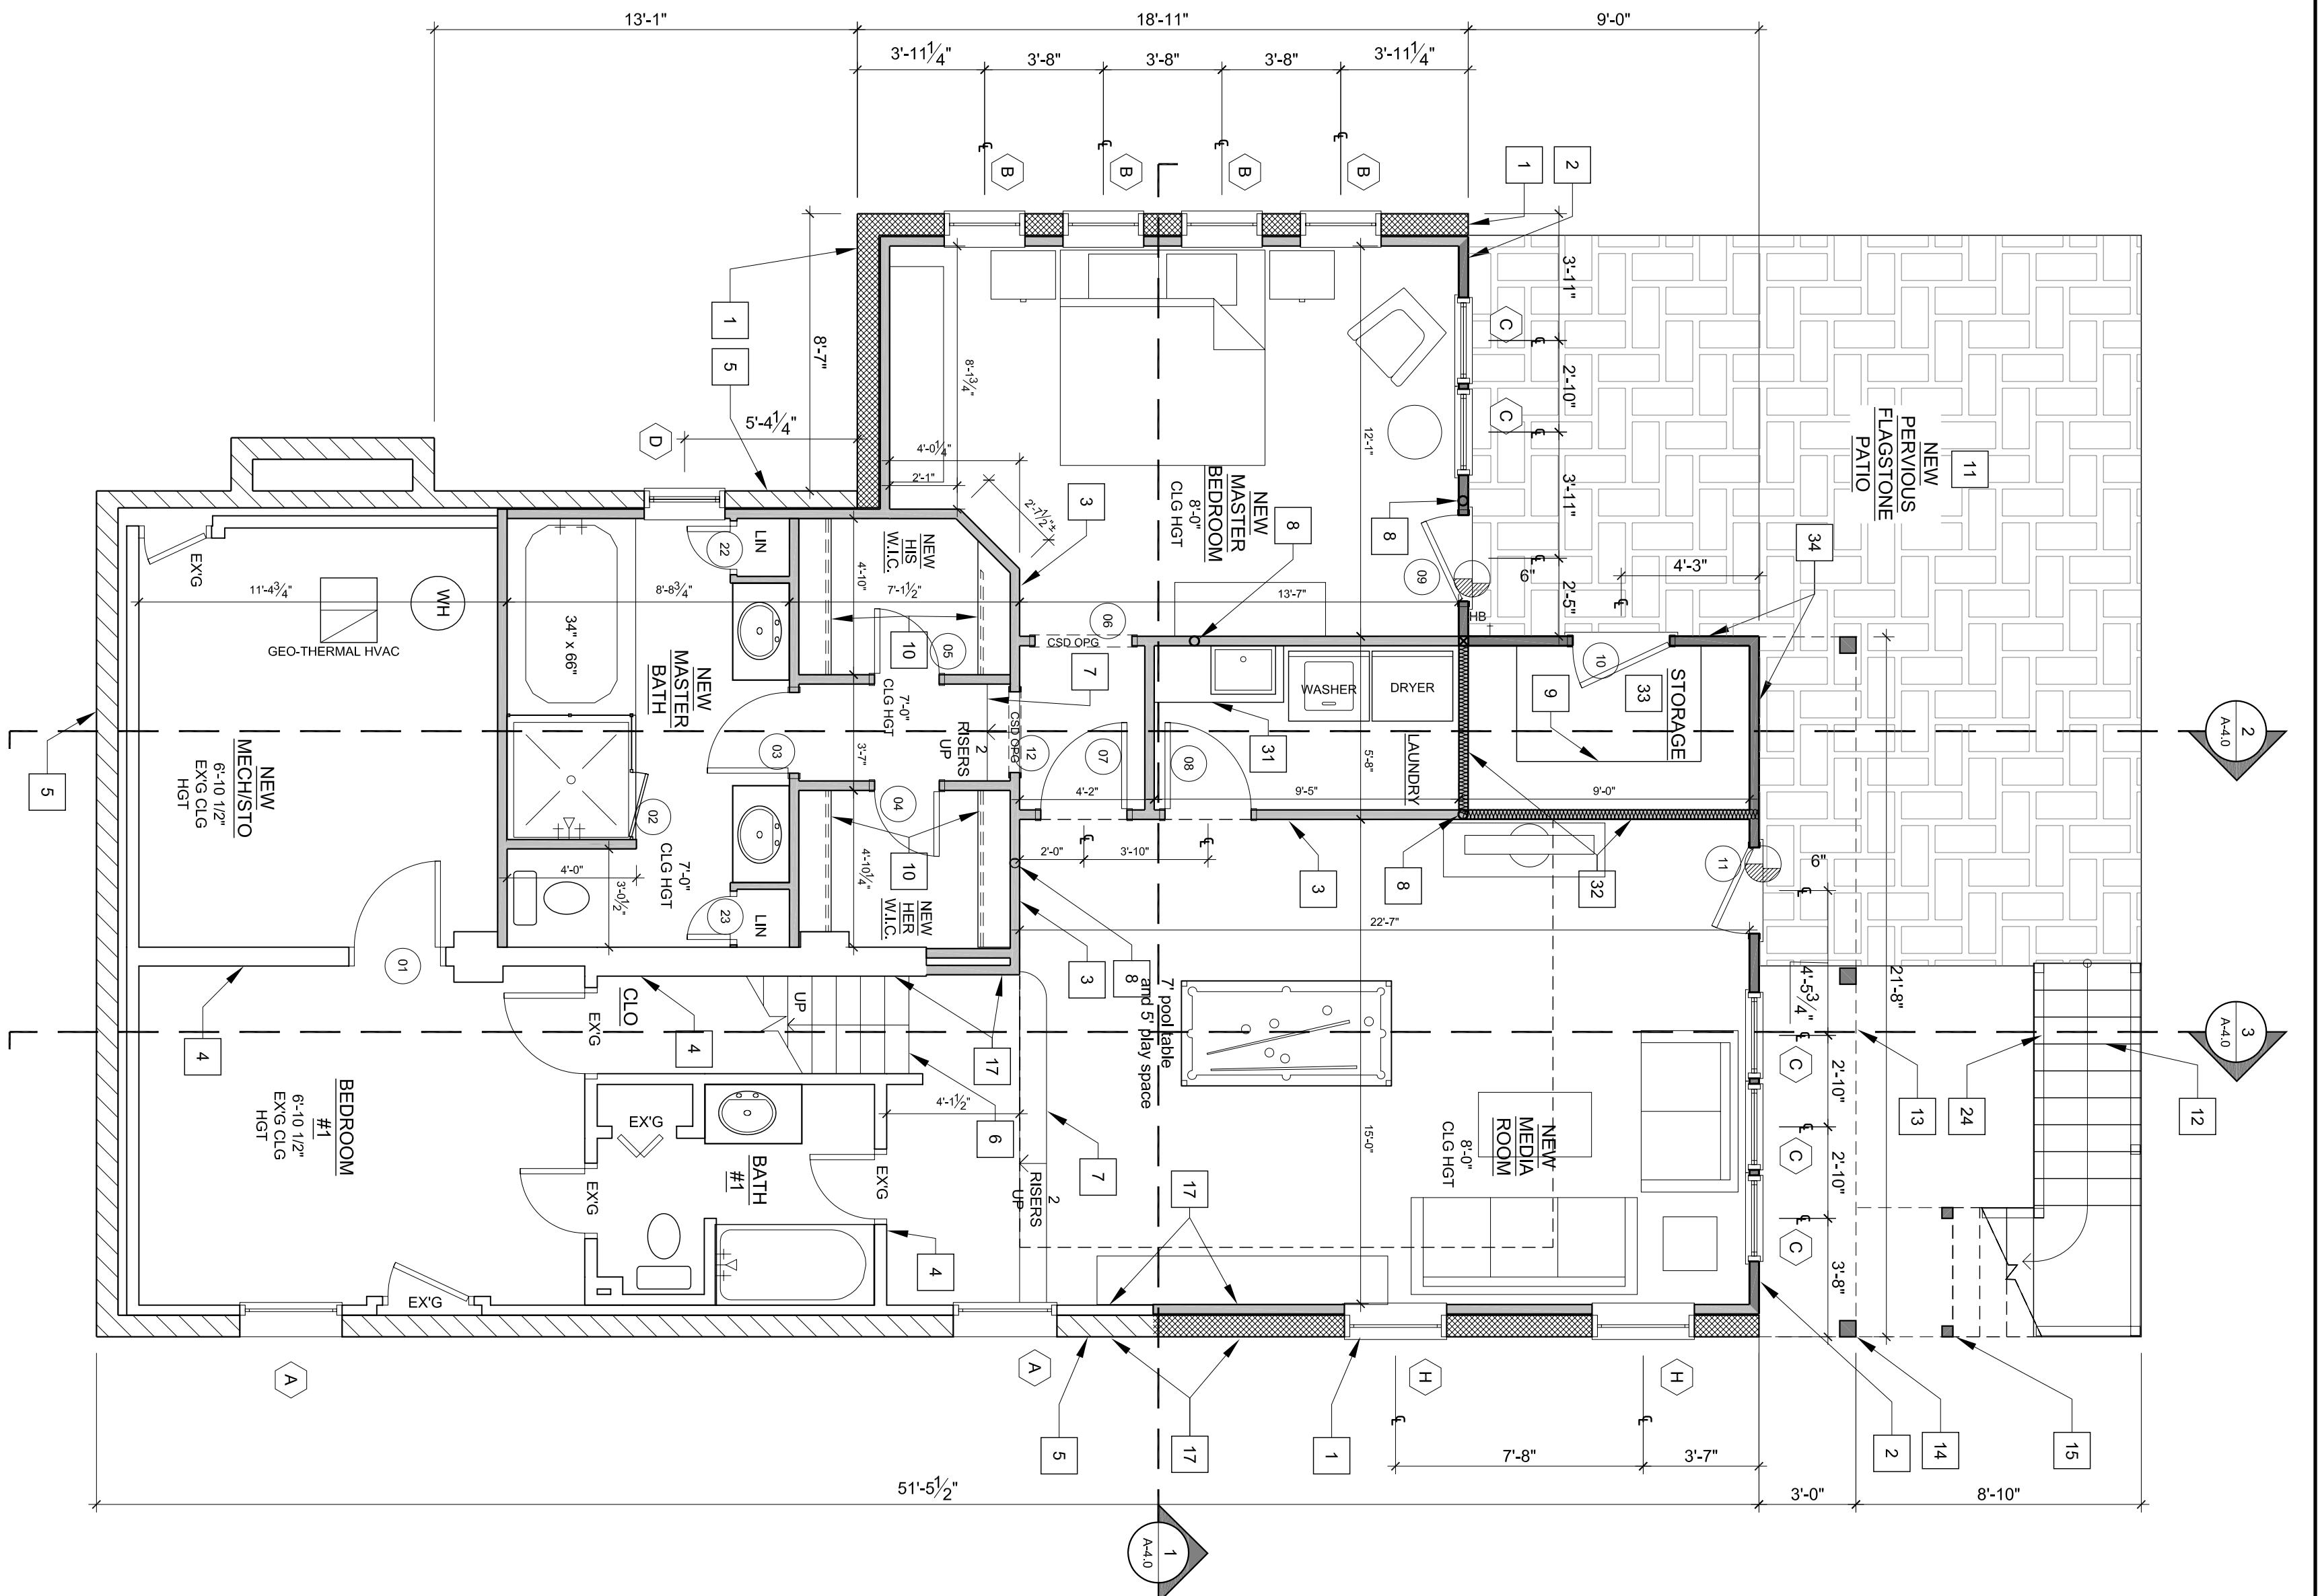 13'-1"
18'-11"
9'-0"
3'-11 1/4"
3'-8"
3'-8"
3'-8"
3'-11 1/4"
B
B
B
B
1
2
1
5
8'-7"
5'-4 1/4"
D
8'-1 3/4"
4'-0 1/4"
2'-1"
2'-7 1/2"±
3
12'-1"
NEW
MASTER
BEDROOM
8'-0"
CLG HGT
8
8
13'-7"
3'-11"
C
2'-10"
C
3'-11"
09
6"
2'-5"
4'-3"
HB
34
NEW
PERVIOUS
FLAGSTONE
PATIO
11
EX'G
11'-4 3/4"
WH
GEO-THERMAL HVAC
NEW
MECH/STO
6'-10 1/2"
EX'G CLG
HGT
5
34" x 66"
8'-8 3/4"
NEW
MASTER
BATH
7'-0"
CLG HGT
22
LIN
23
LIN
02
03
4'-0"
3'-0 1/2"
NEW
HIS
W.I.C.
4'-10"
7'-1 1/2"
10
05
7'-0"
CLG HGT
2
RISERS
UP
3'-7"
04
10
4'-10 1/4"
NEW
HER
W.I.C.
06
CSD OPG
7
CSD OPG
12
07
08
4'-2"
31
WASHER
DRYER
LAUNDRY
5'-8"
9'-5"
10
9
33
STORAGE
9'-0"
2'-0"
3'-10"
3
8
32
11
6"
2
A-4.0
3
A-4.0
01
4
CLO
EX'G
4
UP
17
3
8
6
7
22'-7"
7' pool table
and 5' play space
15'-0"
NEW
MEDIA
ROOM
8'-0"
CLG HGT
4'-5 3/4"
21'-8"
C
2'-10"
C
2'-10"
C
3'-8"
13
24
12
BEDROOM
#1
6'-10 1/2"
EX'G CLG
HGT
EX'G
EX'G
BATH
#1
EX'G
EX'G
4
4'-1 1/2"
2
RISERS
UP
17
A
A
5
17
1
H
H
2
14
15
7'-8"
3'-7"
51'-5 1/2"
3'-0"
8'-10"
1
A-4.0